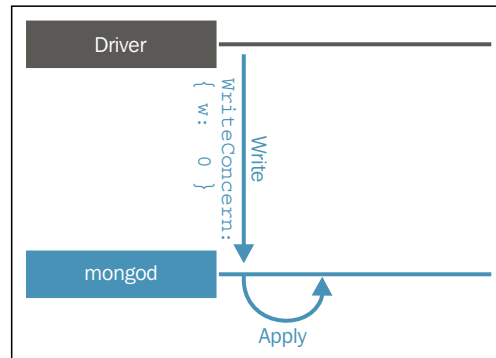 Driver
WriteConcern:
{ w: 0 }
Write
mongod
Apply